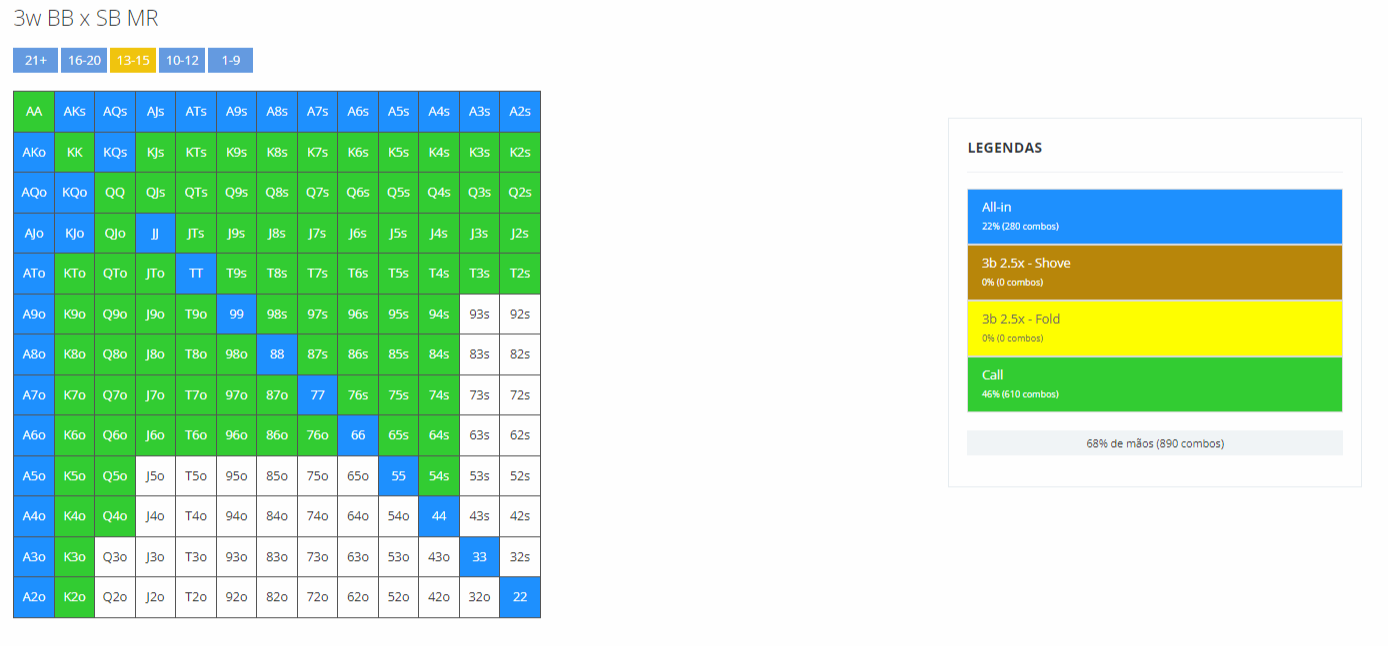 3w BB x SB MR
21+ 16-20 13-15 10-12 1-9
AA AKs AQs AJs ATs A9s A8s A7s A6s A5s A4s A3s A2s
AKo KK KQs KJs KTs K9s K8s K7s K6s K5s K4s K3s K2s
AQo KQo QQ QJs QTs Q9s Q8s Q7s Q6s Q5s Q4s Q3s Q2s
AJo KJo QJo JJ JTs J9s J8s J7s J6s J5s J4s J3s J2s
ATo KTo QTo JTo TT T9s T8s T7s T6s T5s T4s T3s T2s
A9o K9o Q9o J9o T9o 99 98s 97s 96s 95s 94s 93s 92s
A8o K8o Q8o J8o T8o 98o 88 87s 86s 85s 84s 83s 82s
A7o K7o Q7o J7o T7o 97o 87o 77 76s 75s 74s 73s 72s
A6o K6o Q6o J6o T6o 96o 86o 76o 66 65s 64s 63s 62s
A5o K5o Q5o J5o T5o 95o 85o 75o 65o 55 54s 53s 52s
A4o K4o Q4o J4o T4o 94o 84o 74o 64o 54o 44 43s 42s
A3o K3o Q3o J3o T3o 93o 83o 73o 63o 53o 43o 33 32s
A2o K2o Q2o J2o T2o 92o 82o 72o 62o 52o 42o 32o 22
LEGENDAS
All-in
22% (280 combos)
3b 2.5x - Shove
0% (0 combos)
3b 2.5x - Fold
0% (0 combos)
Call
46% (610 combos)
68% de mãos (890 combos)